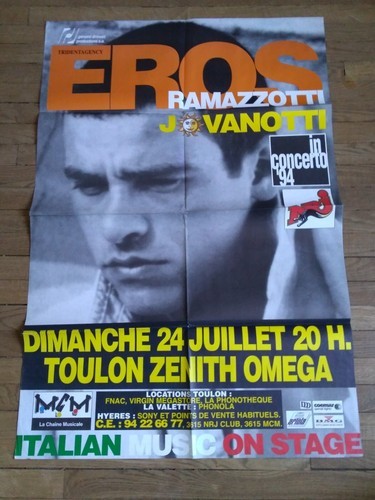 TRIDENTAGENCY
EROS
RAMAZZOTTI
JOVANOTTI
in
concerto
'94
NRJ
DIMANCHE 24 JUILLET 20 H.
TOULON ZENITH OMEGA
MCM
La Chaîne Musicale
LOCATIONS TOULON :
FNAC, VIRGIN MEGASTORE, LA PHONOTHEQUE
LA VALETTE : PHONOLA
HYERES : SONY ET POINTS DE VENTE HABITUELS.
C.E. : 94 22 66 77, 3615 NRJ CLUB, 3615 MCM.
ITALIAN MUSIC ON STAGE